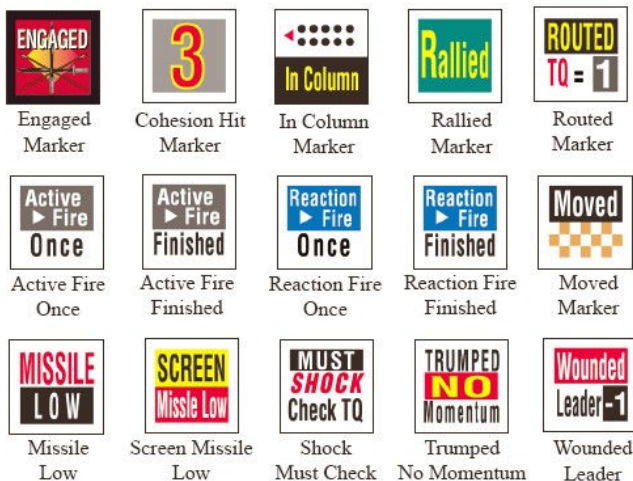 ENGAGED
3
In Column
Rallied
ROUTED
TQ = 1
Engaged Marker
Cohesion Hit Marker
In Column Marker
Rallied Marker
Routed Marker
Active Fire Once
Active Fire Finished
Reaction Fire Once
Reaction Fire Finished
Moved
Active Fire Once
Active Fire Finished
Reaction Fire Once
Reaction Fire Finished
Moved Marker
MISSILE LOW
SCREEN Missle Low
MUST SHOCK Check TQ
TRUMPED NO Momentum
Wounded Leader -1
Missile Low
Screen Missile Low
Shock Must Check
Trumped No Momentum
Wounded Leader